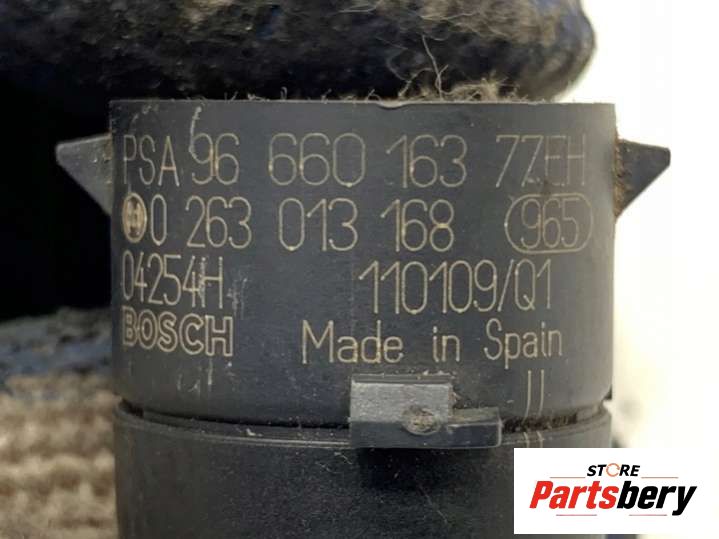 PSA 96 660 163 77EH
0 263 013 168 965
04254H 110109/Q1
BOSCH Made in Spain
STORE
Partsbery